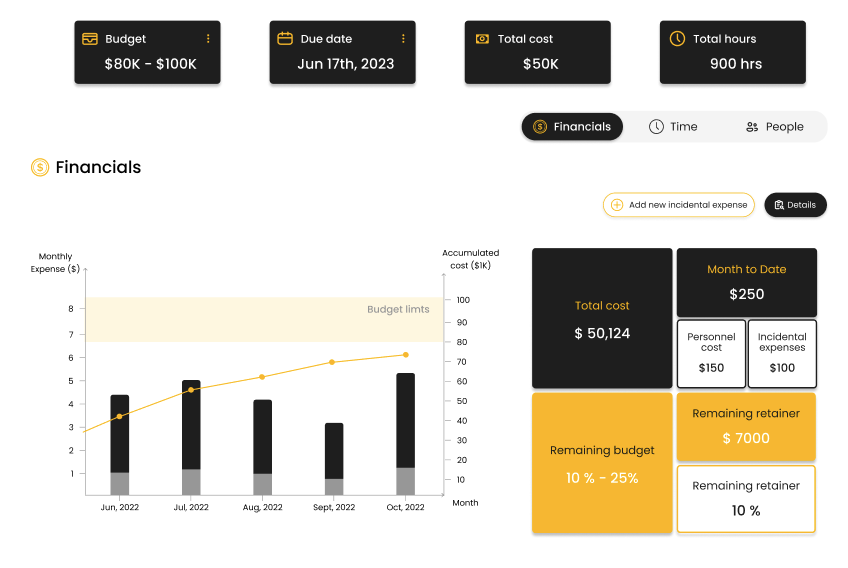 Budget
$80K - $100K
Due date
Jun 17th, 2023
Total cost
$50K
Total hours
900 hrs
Financials
Time
People
Financials
Add new incidental expense
Details
Monthly
Expense ($)
Accumulated
cost ($1K)
8
7
6
5
4
3
2
1
Budget limts
100
90
80
70
60
50
40
30
20
10
Jun, 2022
Jul, 2022
Aug, 2022
Sept, 2022
Oct, 2022
Month
Total cost
$ 50,124
Month to Date
$250
Personnel
cost
$150
Incidental
expenses
$100
Remaining budget
10 % - 25%
Remaining retainer
$ 7000
Remaining retainer
10 %